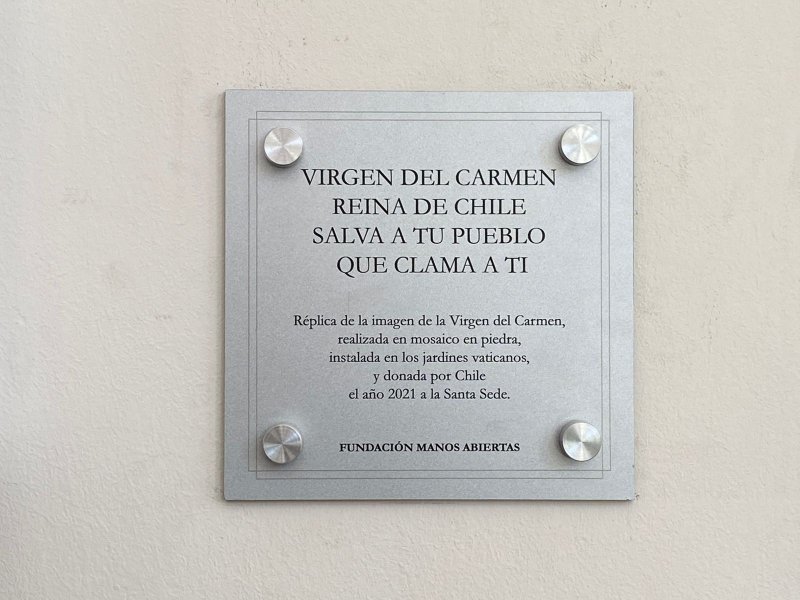 VIRGEN DEL CARMEN
REINA DE CHILE
SALVA A TU PUEBLO
QUE CLAMA A TI
Réplica de la imagen de la Virgen del Carmen,
realizada en mosaico en piedra,
instalada en los jardines vaticanos,
y donada por Chile
el año 2021 a la Santa Sede.
FUNDACIÓN MANOS ABIERTAS